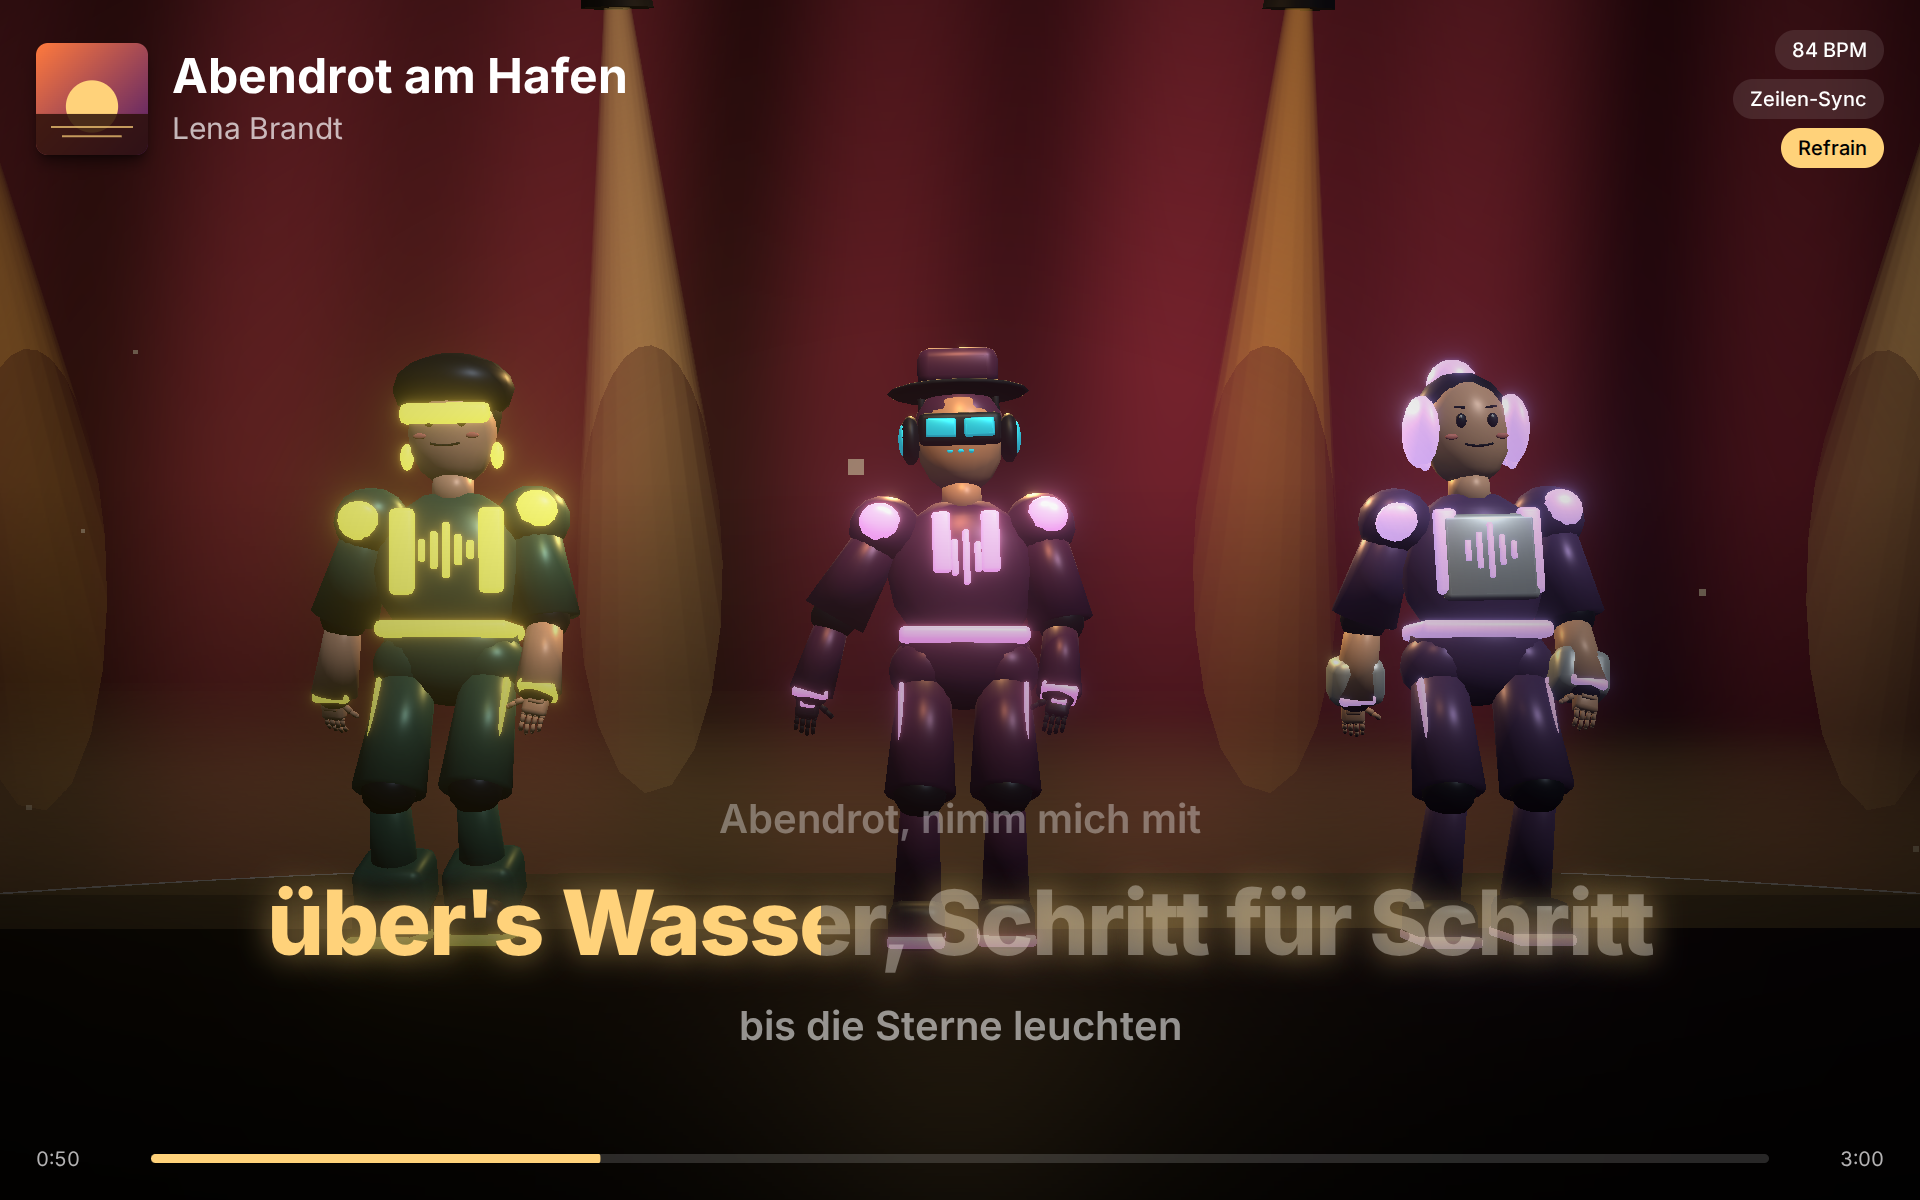 Abendrot am Hafen
Lena Brandt
84 BPM
Zeilen-Sync
Refrain
Abendrot, nimm mich mit
über's Wasser, Schritt für Schritt
bis die Sterne leuchten
0:50
3:00